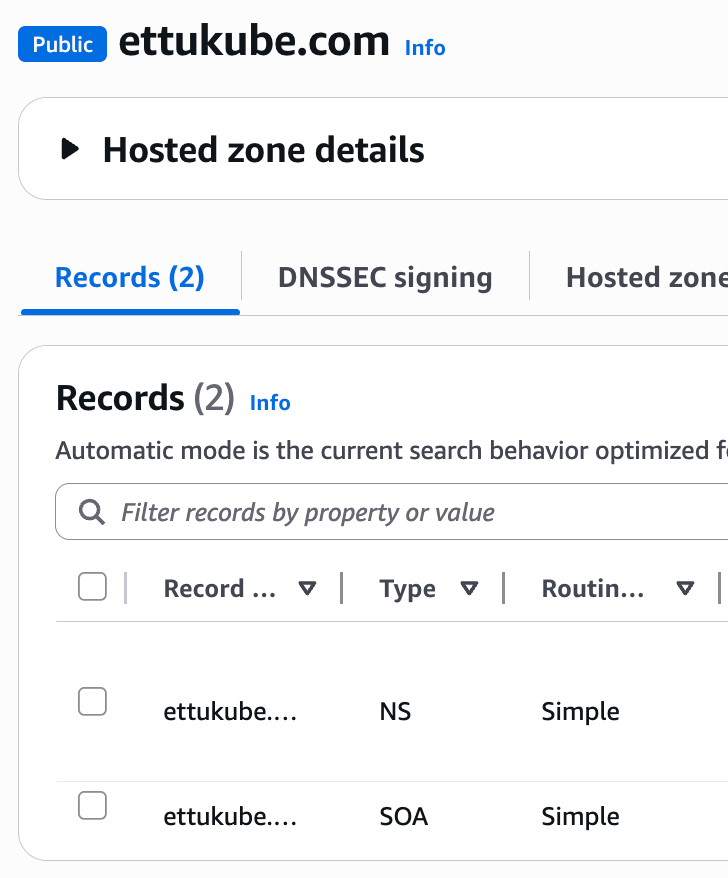 Public ettukube.com Info
Hosted zone details
Records (2) DNSSEC signing Hosted zone
Records (2) Info
Automatic mode is the current search behavior optimized f
Filter records by property or value
Record ... Type Routin...
ettukube.... NS Simple
ettukube.... SOA Simple